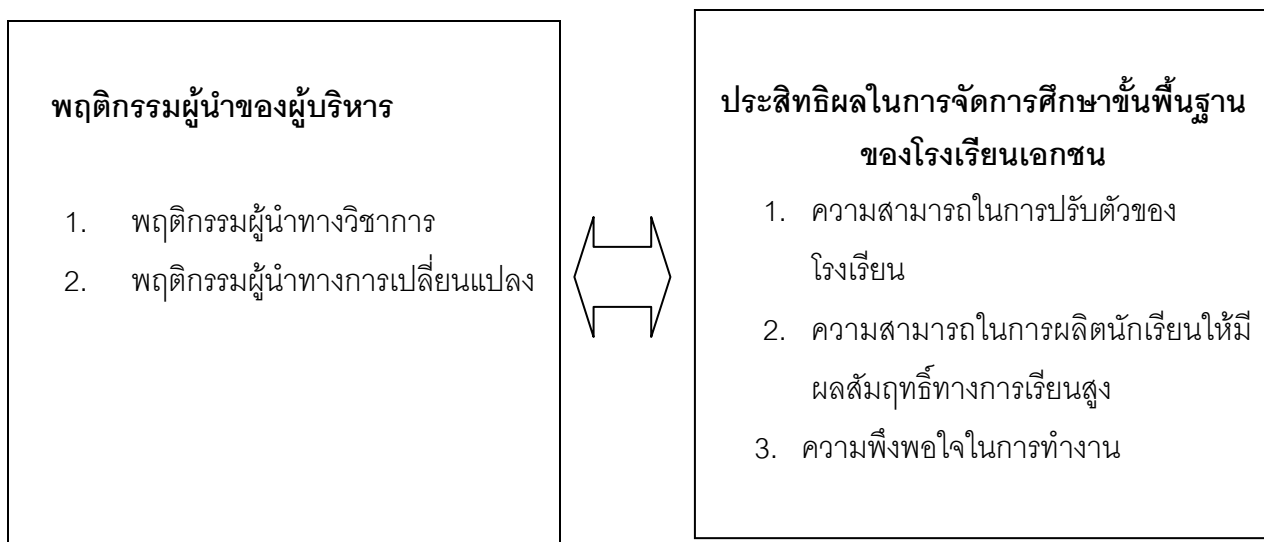 พฤติกรรมผู้นำของผู้บริหาร
1. พฤติกรรมผู้นำทางวิชาการ
2. พฤติกรรมผู้นำทางการเปลี่ยนแปลง
ประสิทธิผลในการจัดการศึกษาขั้นพื้นฐาน
ของโรงเรียนเอกชน
1. ความสามารถในการปรับตัวของ
โรงเรียน
2. ความสามารถในการผลิตนักเรียนให้มี
ผลสัมฤทธิ์ทางการเรียนสูง
3. ความพึงพอใจในการทำงาน